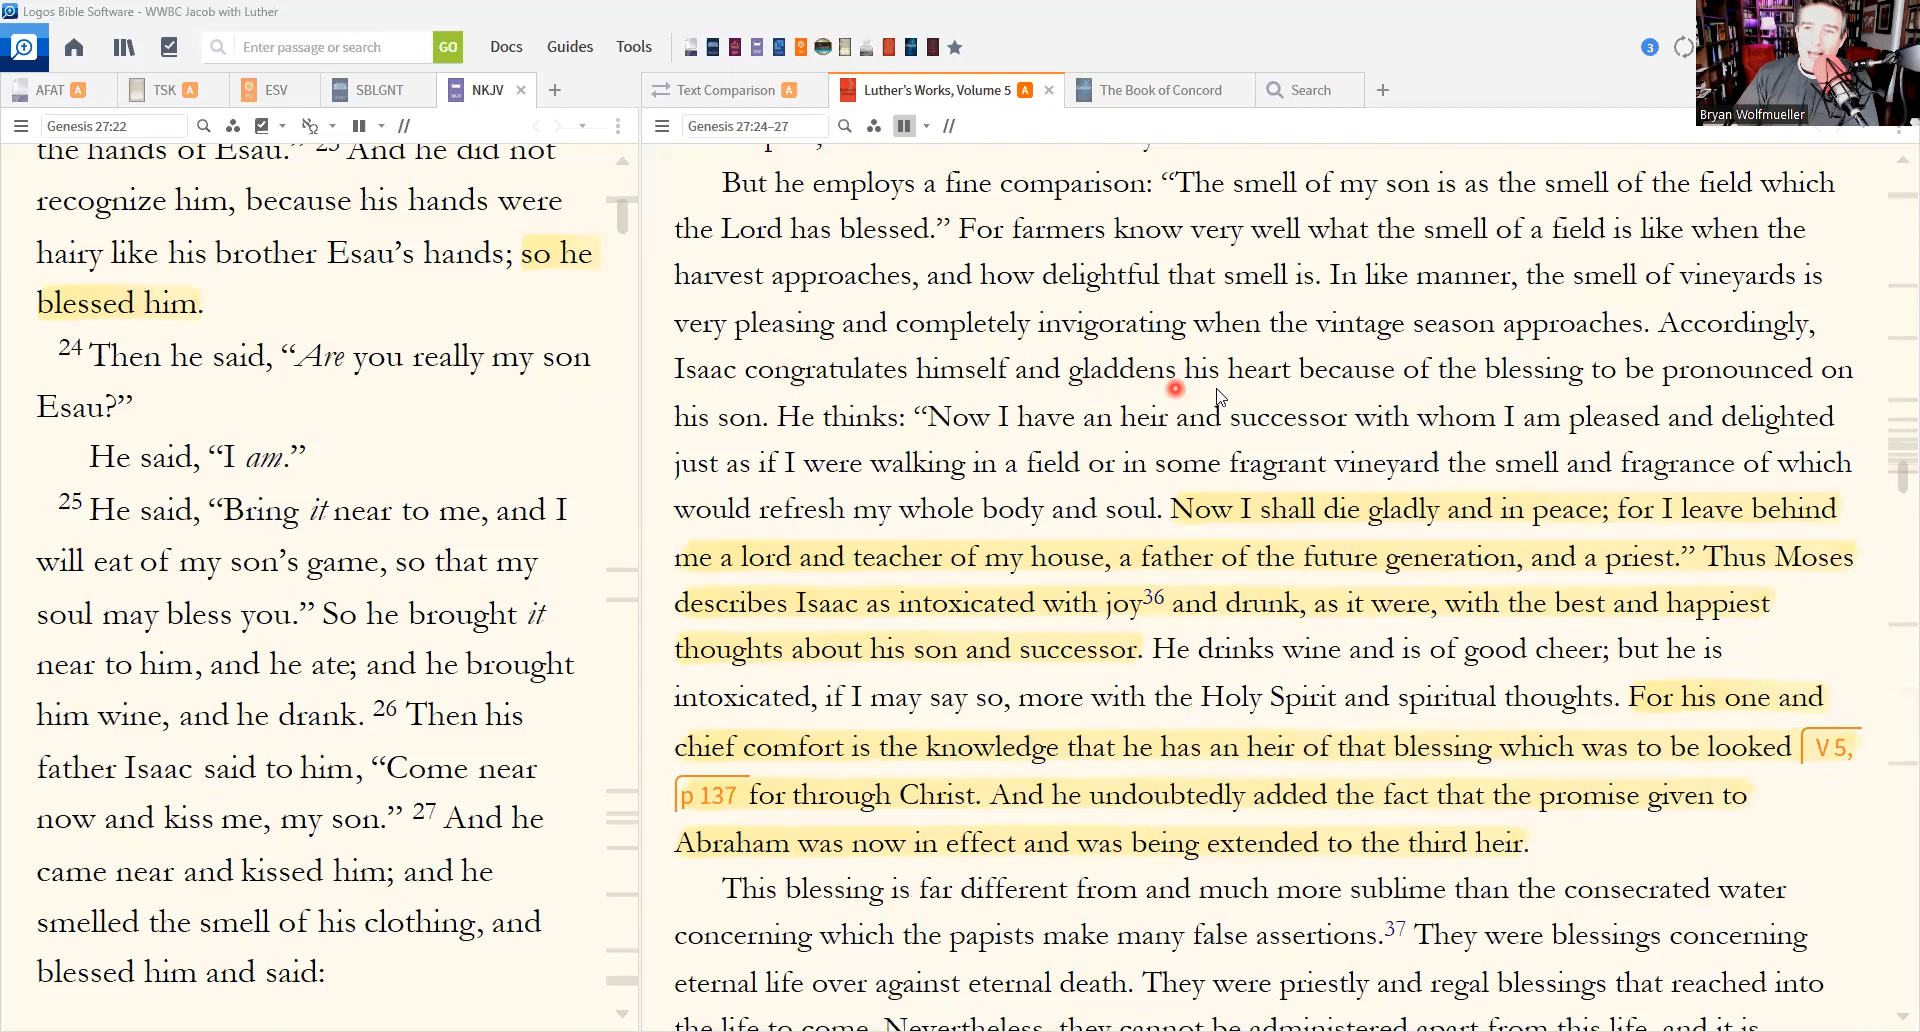 Logos Bible Software - WWBC Jacob with Luther
Enter passage or search
GO
Docs
Guides
Tools
3
Bryan Wolfmueller
AFAT A
TSK A
ESV
SBLGNT
NKJV
Text Comparison A
Luther's Works, Volume 5 A
The Book of Concord
Search
Genesis 27:22
the hands of Esau.” 23 And he did not
recognize him, because his hands were
hairy like his brother Esau’s hands; so he
blessed him.
24 Then he said, “Are you really my son
Esau?”
He said, “I am.”
25 He said, “Bring it near to me, and I
will eat of my son’s game, so that my
soul may bless you.” So he brought it
near to him, and he ate; and he brought
him wine, and he drank. 26 Then his
father Isaac said to him, “Come near
now and kiss me, my son.” 27 And he
came near and kissed him; and he
smelled the smell of his clothing, and
blessed him and said:
Genesis 27:24–27
But he employs a fine comparison: “The smell of my son is as the smell of the field which
the Lord has blessed.” For farmers know very well what the smell of a field is like when the
harvest approaches, and how delightful that smell is. In like manner, the smell of vineyards is
very pleasing and completely invigorating when the vintage season approaches. Accordingly,
Isaac congratulates himself and gladdens his heart because of the blessing to be pronounced on
his son. He thinks: “Now I have an heir and successor with whom I am pleased and delighted
just as if I were walking in a field or in some fragrant vineyard the smell and fragrance of which
would refresh my whole body and soul. Now I shall die gladly and in peace; for I leave behind
me a lord and teacher of my house, a father of the future generation, and a priest.” Thus Moses
describes Isaac as intoxicated with joy36 and drunk, as it were, with the best and happiest
thoughts about his son and successor. He drinks wine and is of good cheer; but he is
intoxicated, if I may say so, more with the Holy Spirit and spiritual thoughts. For his one and
chief comfort is the knowledge that he has an heir of that blessing which was to be looked V 5,
p 137 for through Christ. And he undoubtedly added the fact that the promise given to
Abraham was now in effect and was being extended to the third heir.
This blessing is far different from and much more sublime than the consecrated water
concerning which the papists make many false assertions.37 They were blessings concerning
eternal life over against eternal death. They were priestly and regal blessings that reached into
the life to come. Nevertheless, they cannot be administered apart from this life, and it is